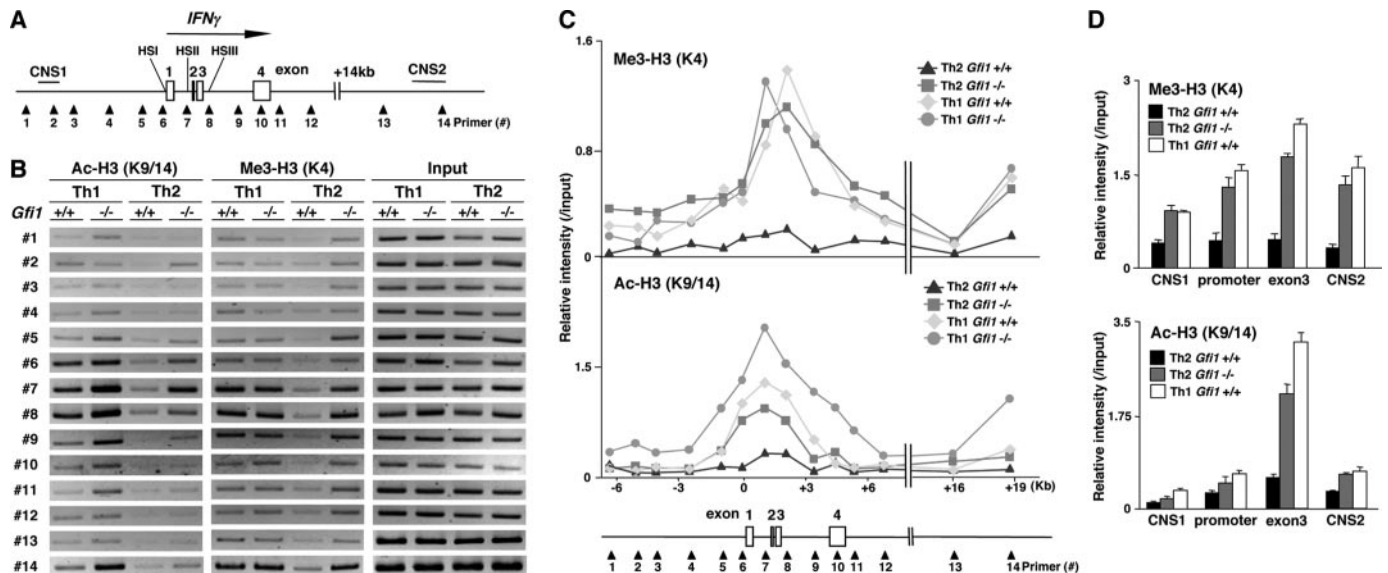 A
IFNγ
HSI HSII HSIII
CNS1 1 23 4 exon +14kb CNS2
1 2 3 4 5 6 7 8 9 10 11 12 13 14 Primer (#)
B
Ac-H3 (K9/14) Me3-H3 (K4) Input
Th1 Th2 Th1 Th2 Th1 Th2
Gfi1 +/+ -/- +/+ -/- +/+ -/- +/+ -/- +/+ -/- +/+ -/-
#1
#2
#3
#4
#5
#6
#7
#8
#9
#10
#11
#12
#13
#14
C
Relative intensity (/input)
1.6
0.8
0
Me3-H3 (K4)
Th2 Gfi1 +/+
Th2 Gfi1 -/-
Th1 Gfi1 +/+
Th1 Gfi1 -/-
Ac-H3 (K9/14)
Th2 Gfi1 +/+
Th2 Gfi1 -/-
Th1 Gfi1 +/+
Th1 Gfi1 -/-
1.5
0
-6 -3 0 +3 +6 +16 +19 (Kb)
exon 1 23 4
1 2 3 4 5 6 7 8 9 10 11 12 13 14 Primer (#)
D
Relative intensity (/input)
3
1.5
0
Me3-H3 (K4)
Th2 Gfi1 +/+
Th2 Gfi1 -/-
Th1 Gfi1 +/+
CNS1 promoter exon3 CNS2
Relative intensity (/input)
3.5
1.75
0
Ac-H3 (K9/14)
Th2 Gfi1 +/+
Th2 Gfi1 -/-
Th1 Gfi1 +/+
CNS1 promoter exon3 CNS2